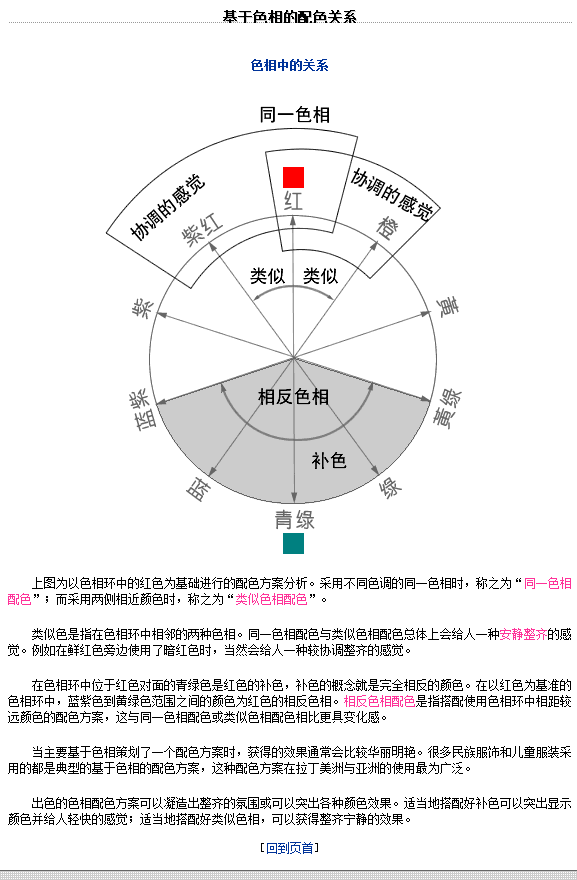 基于色相的配色关系
色相中的关系
同一色相
协调的感觉
协调的感觉
紫红
红
橙
类似
类似
紫
黄
相反色相
蓝紫
黃绿
补色
蓝
绿
青绿
上图为以色相环中的红色为基础进行的配色方案分析。采用不同色调的同一色相时，称之为“同一色相
配色”；而采用两侧相近颜色时，称之为“类似色相配色”。
类似色是指在色相环中相邻的两种色相。同一色相配色与类似色相配色总体上会给人一种安静整齐的感
觉。例如在鲜红色旁边使用了暗红色时，当然会给人一种较协调整齐的感觉。
在色相环中位于红色对面的青绿色是红色的补色，补色的概念就是完全相反的颜色。在以红色为基准的
色相环中，蓝紫色到黄绿色范围之间的颜色为红色的相反色相。相反色相配色是指搭配使用色相环中相距较
远颜色的配色方案，这与同一色相配色或类似色相配色相比更具变化感。
当主要基于色相策划了一个配色方案时，获得的效果通常会比较华丽明艳。很多民族服饰和儿童服装采
用的都是典型的基于色相的配色方案，这种配色方案在拉丁美洲与亚洲的使用最为广泛。
出色的色相配色方案可以凝造出整齐的氛围或可以突出各种颜色效果。适当地搭配好补色可以突出显示
颜色并给人轻快的感觉；适当地搭配好类似色相，可以获得整齐宁静的效果。
[回到页首]